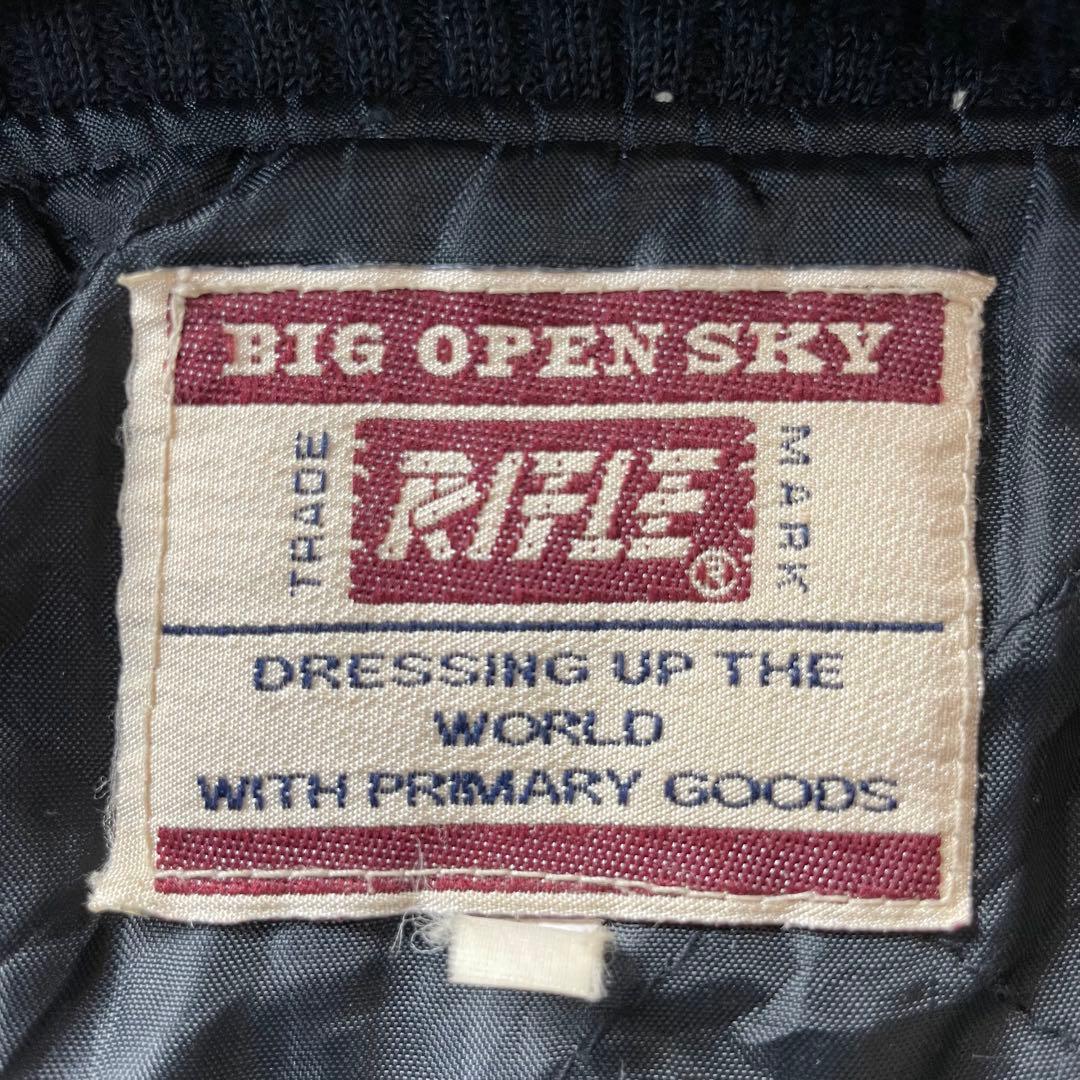 BIG OPEN SKY
TRADE
RIFLE®
MARK
DRESSING UP THE
WORLD
WITH PRIMARY GOODS